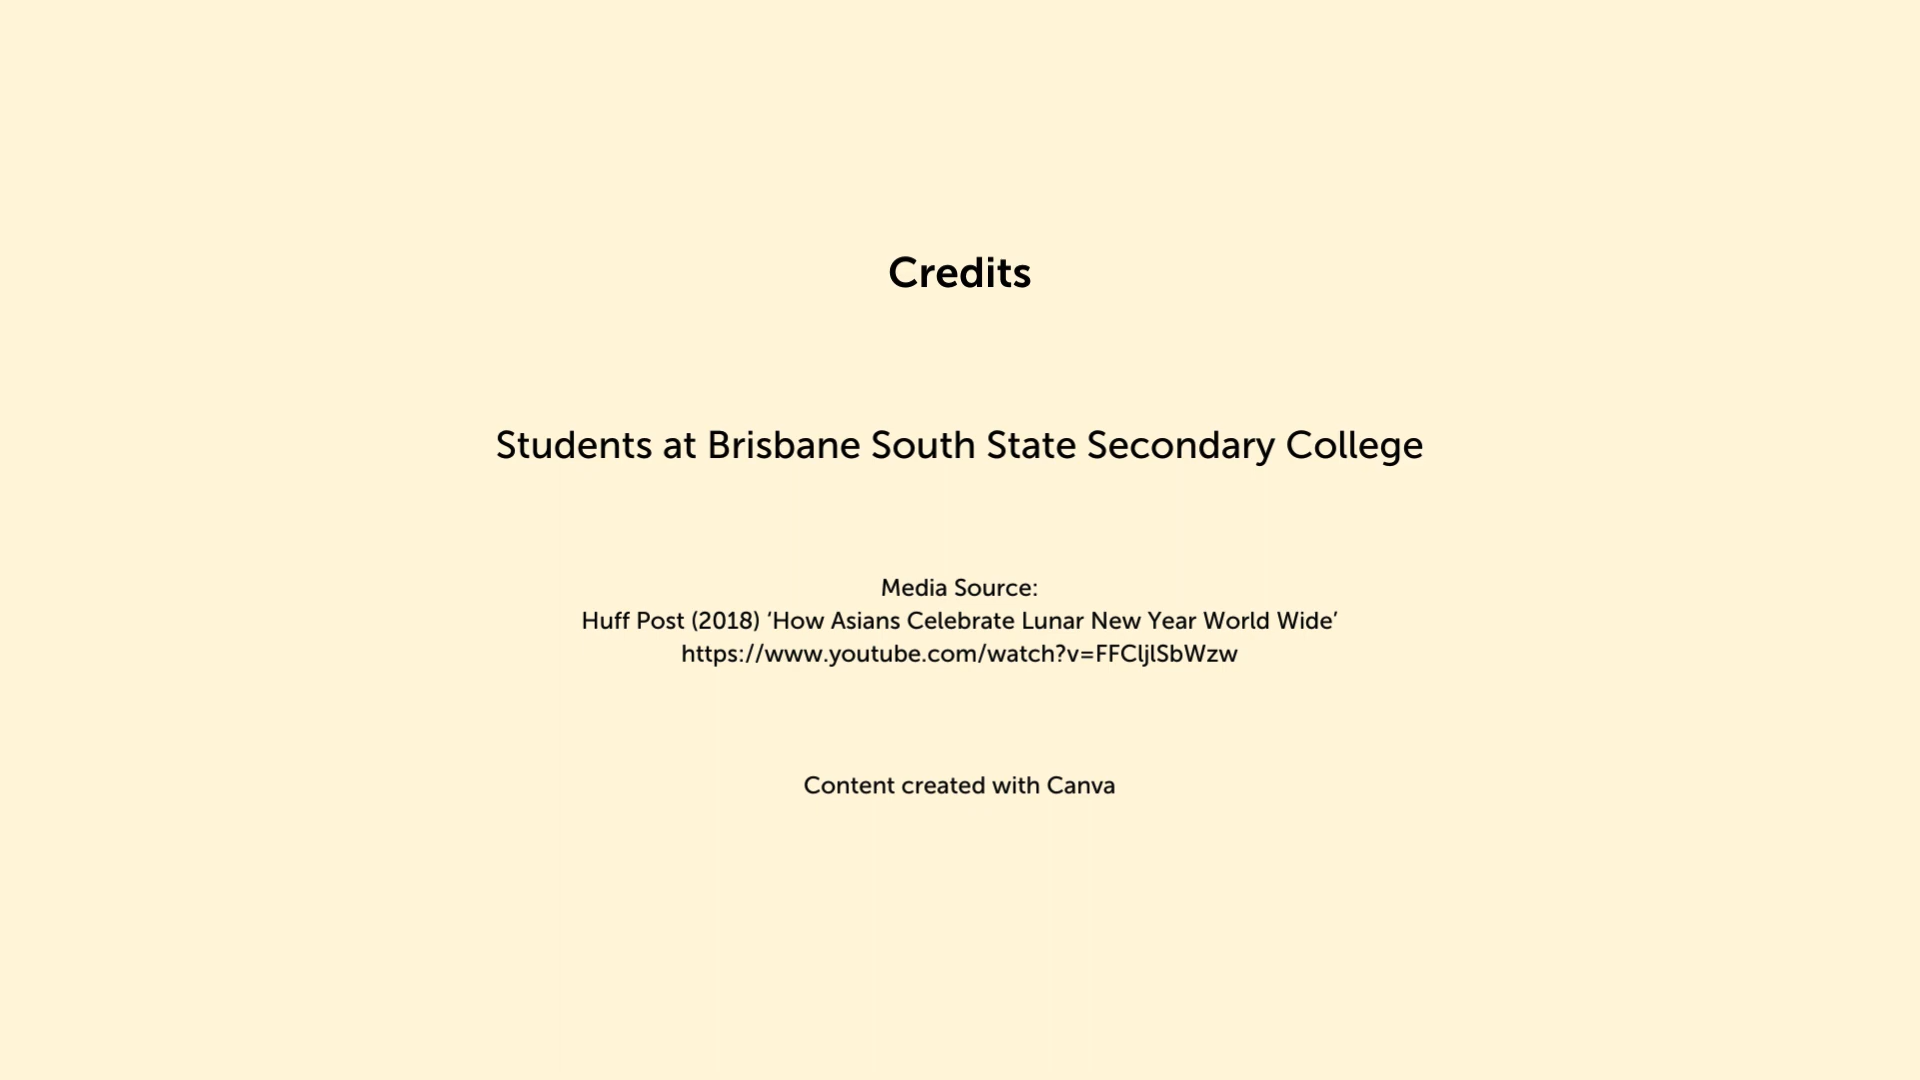 Credits
Students at Brisbane South State Secondary College
Media Source:
Huff Post (2018) ‘How Asians Celebrate Lunar New Year World Wide’
https://www.youtube.com/watch?v=FFCljlSbWzw
Content created with Canva